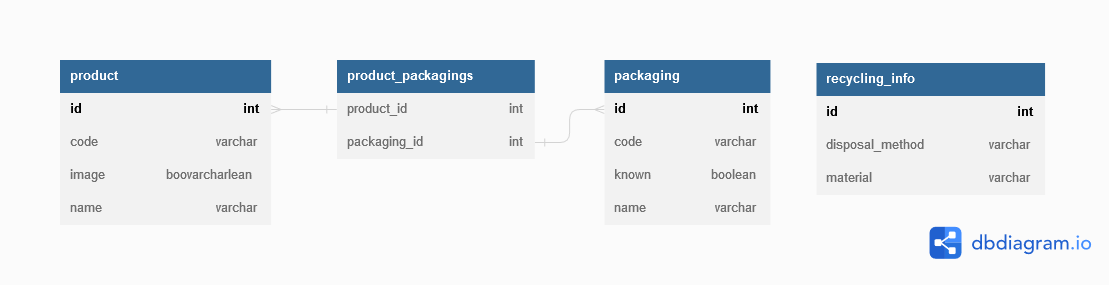 product
id int
code varchar
image boovarcharlean
name varchar
product_packagings
product_id int
packaging_id int
packaging
id int
code varchar
known boolean
name varchar
recycling_info
id int
disposal_method varchar
material varchar
dbdiagram.io